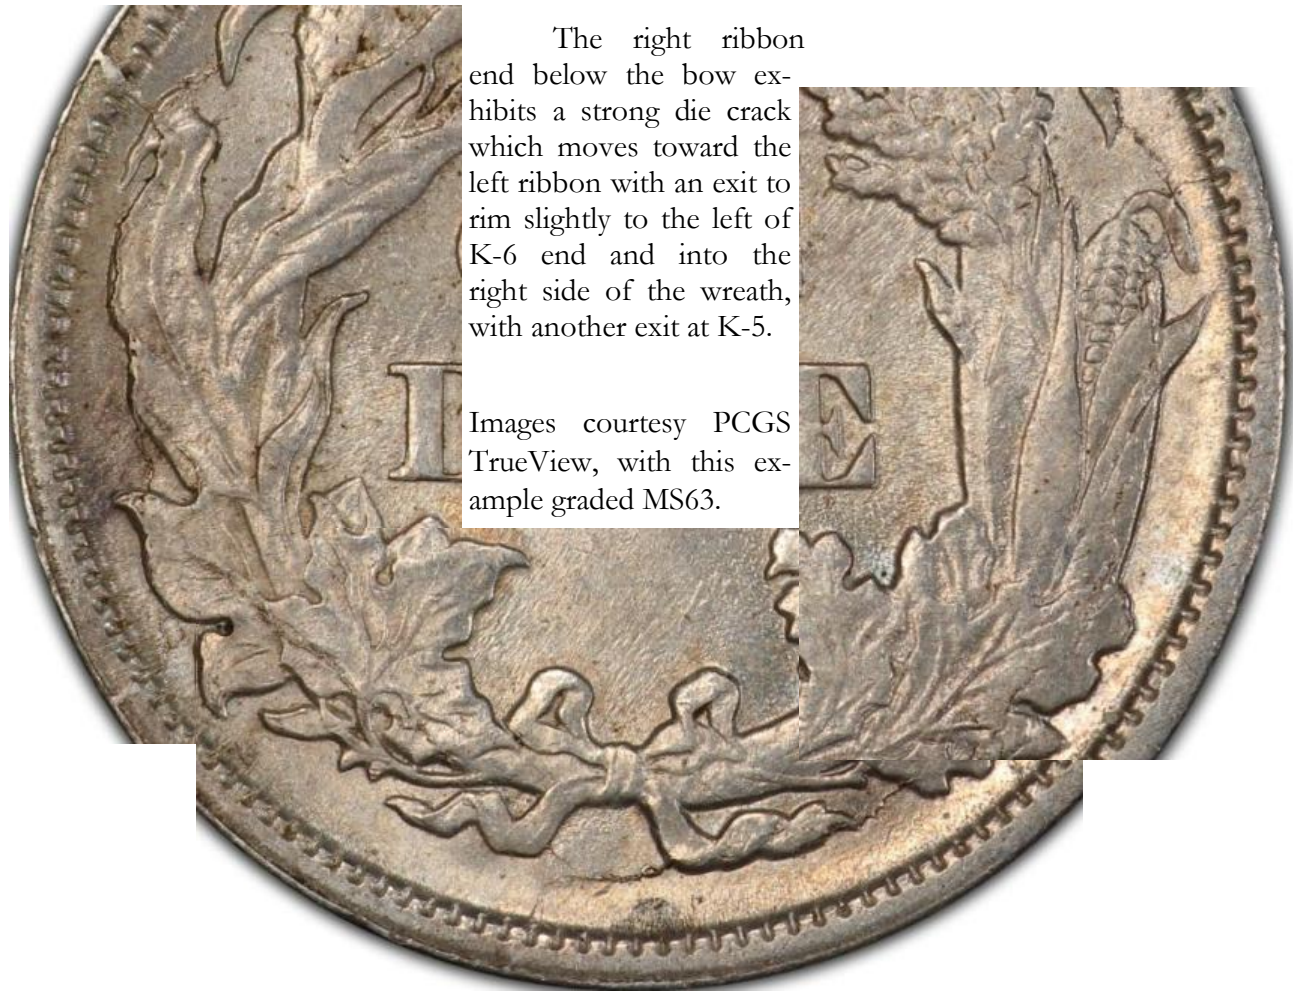 The right ribbon
end below the bow ex-
hibits a strong die crack
which moves toward the
left ribbon with an exit to
rim slightly to the left of
K-6 end and into the
right side of the wreath,
with another exit at K-5.
Images courtesy PCGS
TrueView, with this ex-
ample graded MS63.
E